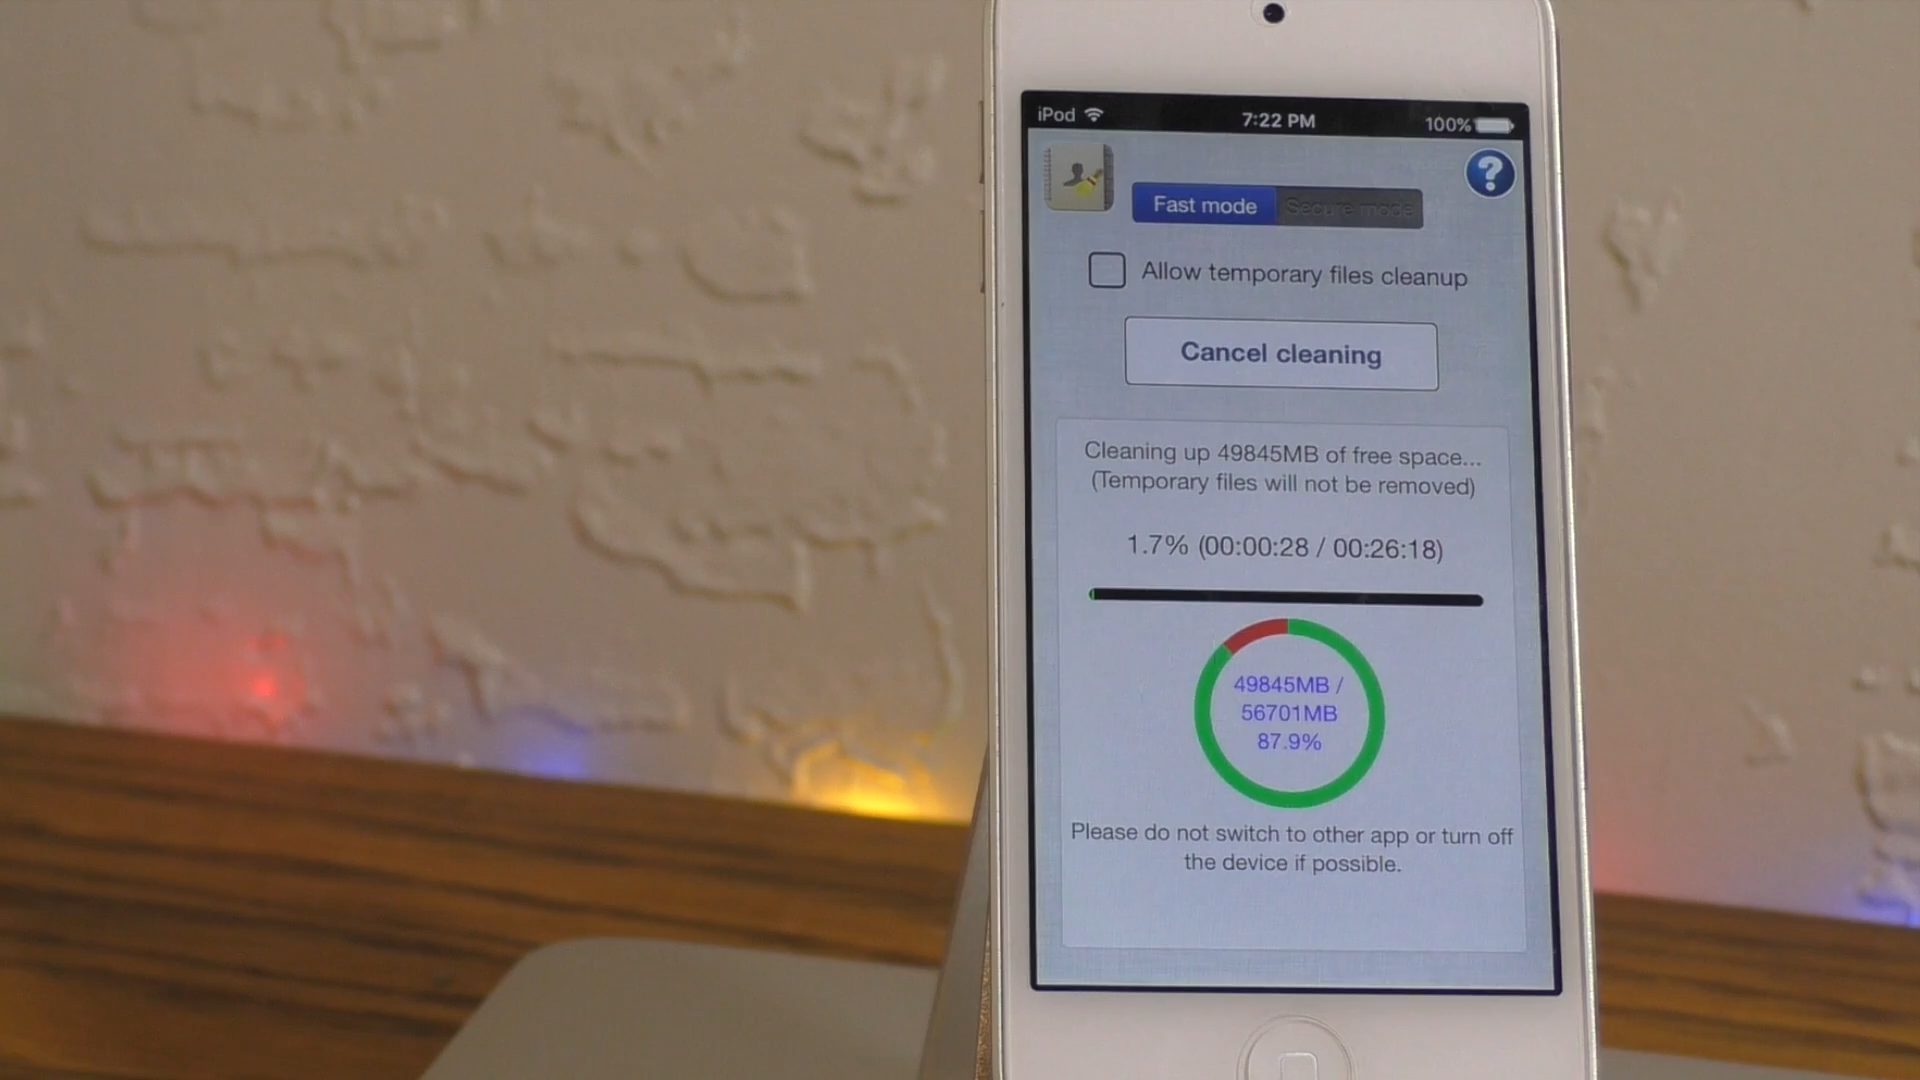 iPod 7:22 PM 100%
Fast mode Secure mode
Allow temporary files cleanup
Cancel cleaning
Cleaning up 49845MB of free space...
(Temporary files will not be removed)
1.7% (00:00:28 / 00:26:18)
49845MB /
56701MB
87.9%
Please do not switch to other app or turn off
the device if possible.